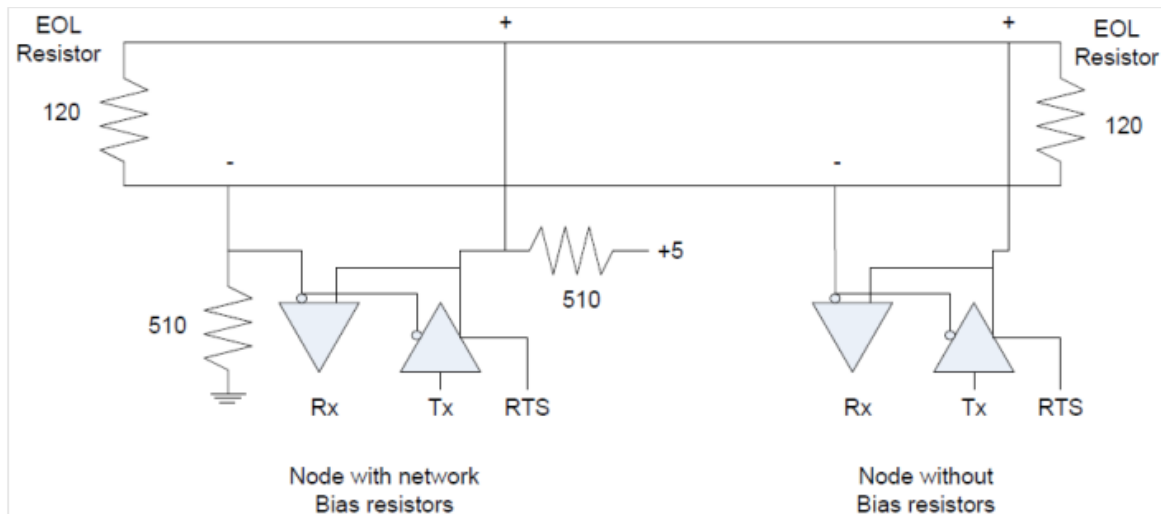 EOL
Resistor
+
+
EOL
Resistor
120
120
-
-
+5
510
510
Rx
Tx
RTS
Rx
Tx
RTS
Node with network
Bias resistors
Node without
Bias resistors